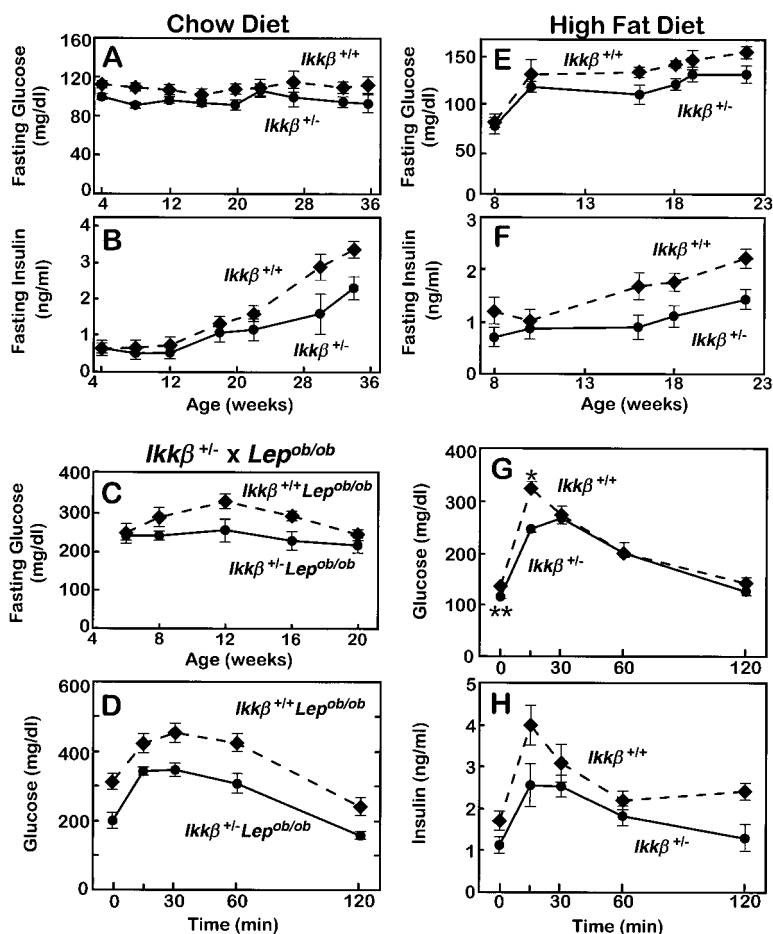 Chow Diet
A
Ikkβ+/+
Ikkβ+/-
Fasting Glucose
(mg/dl)
160
120
80
40
0
4 12 20 28 36
B
Ikkβ+/+
Ikkβ+/-
Fasting Insulin
(ng/ml)
4
3
2
1
0
4 12 20 28 36
Age (weeks)
Ikkβ+/- x Lepob/ob
C
Ikkβ+/+Lepob/ob
Ikkβ+/-Lepob/ob
Fasting Glucose
(mg/dl)
400
300
200
100
0
4 8 12 16 20
Age (weeks)
D
Ikkβ+/+Lepob/ob
Ikkβ+/-Lepob/ob
Glucose (mg/dl)
600
400
200
0
0 30 60 120
Time (min)
High Fat Diet
E
Ikkβ+/+
Ikkβ+/-
Fasting Glucose
(mg/dl)
150
100
50
8 13 18 23
F
Ikkβ+/+
Ikkβ+/-
Fasting Insulin
(ng/ml)
3
2
1
0
8 13 18 23
Age (weeks)
G
*
Ikkβ+/+
Ikkβ+/-
**
Glucose (mg/dl)
400
300
200
100
0
0 30 60 120
H
Ikkβ+/+
Ikkβ+/-
Insulin (ng/ml)
5
4
3
2
1
0
0 30 60 120
Time (min)